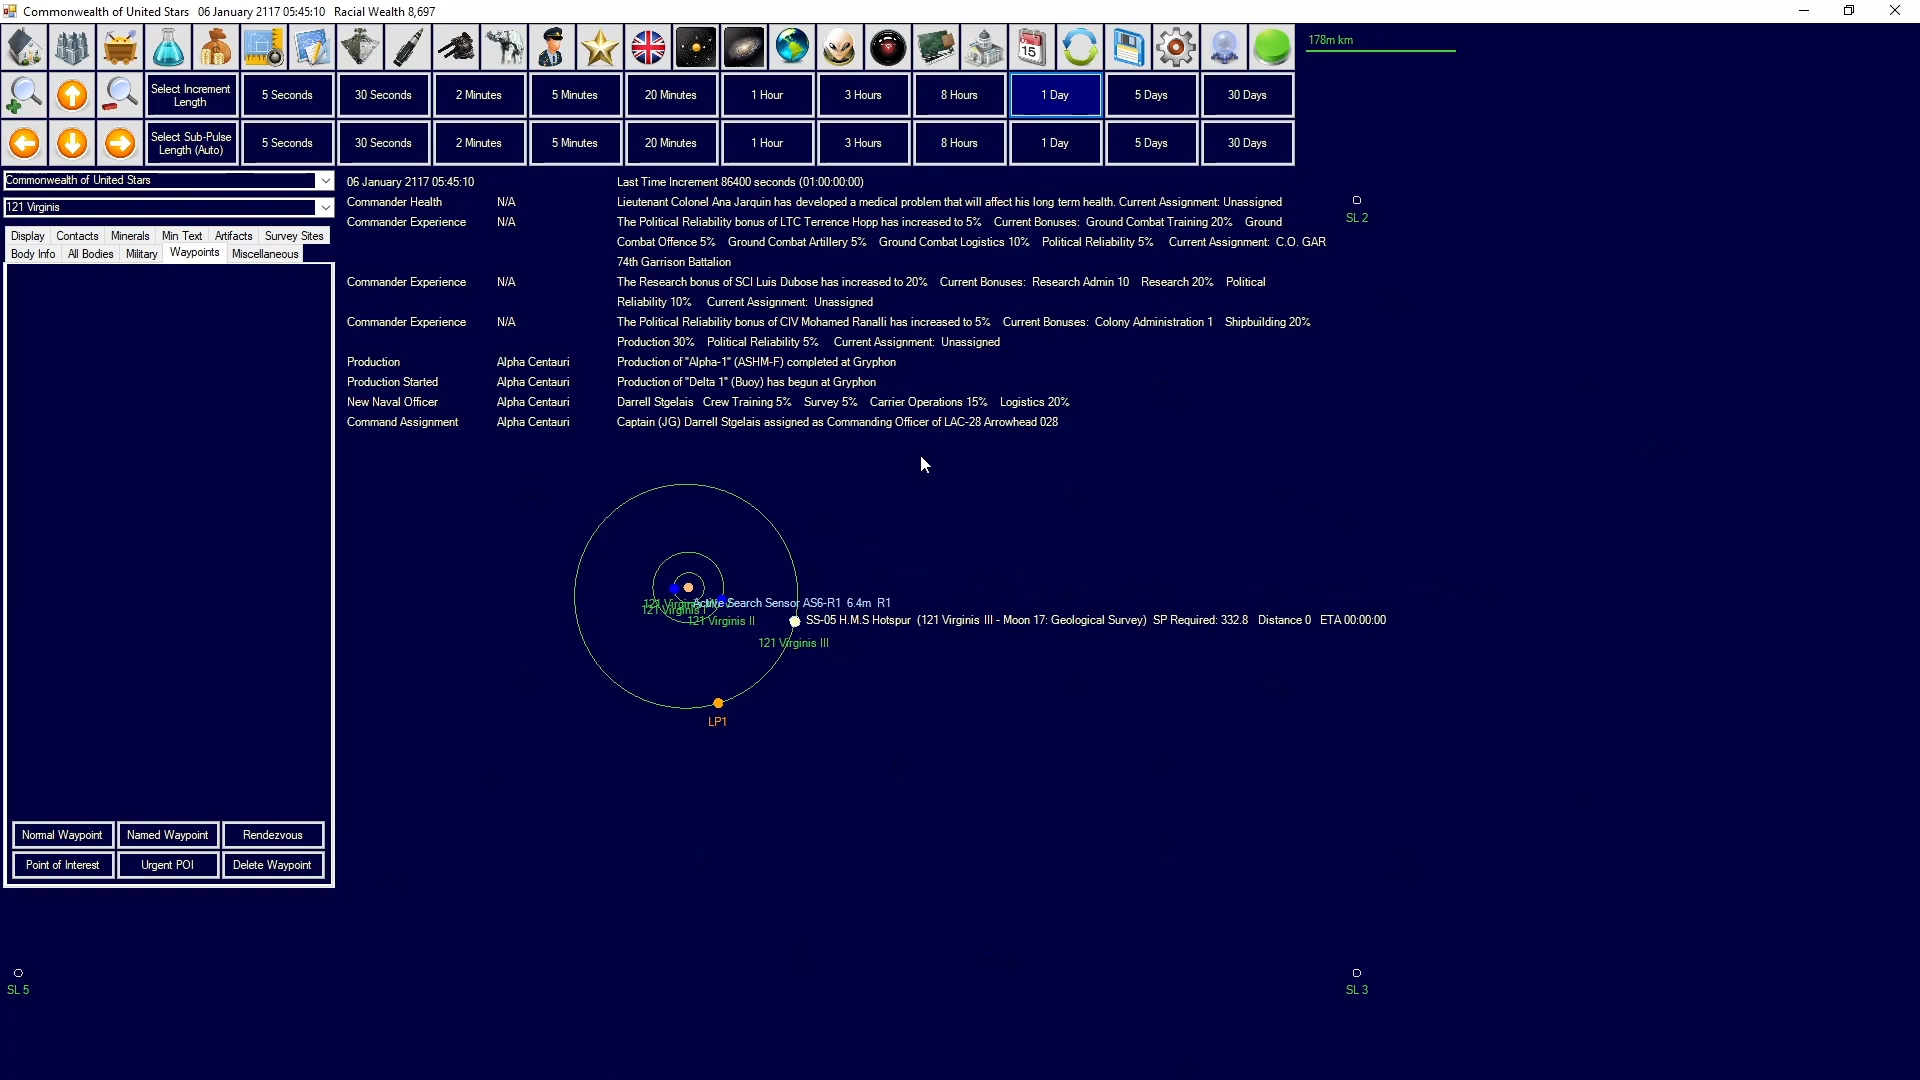 Commonwealth of United Stars   06 January 2117 05:45:10   Racial Wealth 8,697
178m km
15
Select Increment Length
5 Seconds
30 Seconds
2 Minutes
5 Minutes
20 Minutes
1 Hour
3 Hours
8 Hours
1 Day
5 Days
30 Days
Select Sub-Pulse Length (Auto)
5 Seconds
30 Seconds
2 Minutes
5 Minutes
20 Minutes
1 Hour
3 Hours
8 Hours
1 Day
5 Days
30 Days
Commonwealth of United Stars
121 Virginis
Display Contacts Minerals Min Text Artifacts Survey Sites
Body Info All Bodies Military Waypoints Miscellaneous
06 January 2117 05:45:10 Last Time Increment 86400 seconds (01:00:00:00)
Commander Health N/A Lieutenant Colonel Ana Jarquin has developed a medical problem that will affect his long term health. Current Assignment: Unassigned
Commander Experience N/A The Political Reliability bonus of LTC Terrence Hopp has increased to 5% Current Bonuses: Ground Combat Training 20% Ground
Combat Offence 5% Ground Combat Artillery 5% Ground Combat Logistics 10% Political Reliability 5% Current Assignment: C.O. GAR
74th Garrison Battalion
Commander Experience N/A The Research bonus of SCI Luis Dubose has increased to 20% Current Bonuses: Research Admin 10 Research 20% Political
Reliability 10% Current Assignment: Unassigned
Commander Experience N/A The Political Reliability bonus of CIV Mohamed Ranalli has increased to 5% Current Bonuses: Colony Administration 1 Shipbuilding 20%
Production 30% Political Reliability 5% Current Assignment: Unassigned
Production Alpha Centauri Production of "Alpha-1" (ASHM-F) completed at Gryphon
Production Started Alpha Centauri Production of "Delta 1" (Buoy) has begun at Gryphon
New Naval Officer Alpha Centauri Darrell Stgelais Crew Training 5% Survey 5% Carrier Operations 15% Logistics 20%
Command Assignment Alpha Centauri Captain (JG) Darrell Stgelais assigned as Commanding Officer of LAC-28 Arrowhead 028
SL 2
Active Search Sensor AS6-R1 6.4m R1
121 Virginis I
121 Virginis II
SS-05 H.M.S Hotspur (121 Virginis III - Moon 17: Geological Survey) SP Required: 332.8 Distance 0 ETA 00:00:00
121 Virginis III
LP1
Normal Waypoint
Named Waypoint
Rendezvous
Point of Interest
Urgent POI
Delete Waypoint
SL 5
SL 3